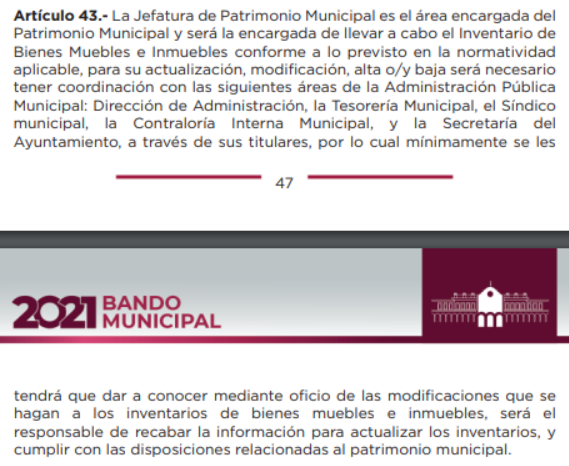 Artículo 43.- La Jefatura de Patrimonio Municipal es el área encargada del
Patrimonio Municipal y será la encargada de llevar a cabo el Inventario de
Bienes Muebles e Inmuebles conforme a lo previsto en la normatividad
aplicable, para su actualización, modificación, alta o/y baja será necesario
tener coordinación con las siguientes áreas de la Administración Pública
Municipal: Dirección de Administración, la Tesorería Municipal, el Síndico
municipal, la Contraloría Interna Municipal, y la Secretaría del
Ayuntamiento, a través de sus titulares, por lo cual mínimamente se les
47
2021 BANDO
MUNICIPAL
tendrá que dar a conocer mediante oficio de las modificaciones que se
hagan a los inventarios de bienes muebles e inmuebles, será el
responsable de recabar la información para actualizar los inventarios, y
cumplir con las disposiciones relacionadas al patrimonio municipal.